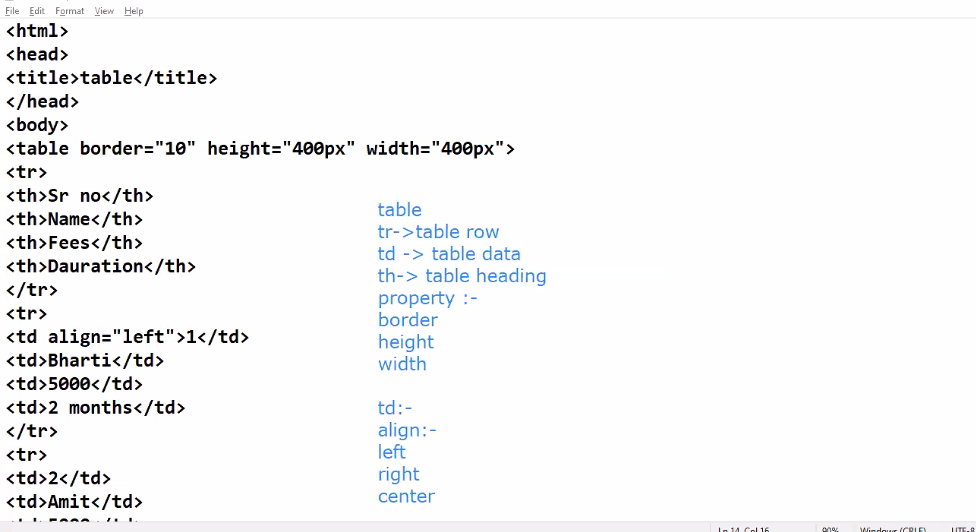 File Edit Format View Help
<html>
<head>
<title>table</title>
</head>
<body>
<table border="10" height="400px" width="400px">
<tr>
<th>Sr no</th>
<th>Name</th>
<th>Fees</th>
<th>Dauration</th>
</tr>
<tr>
<td align="left">1</td>
<td>Bharti</td>
<td>5000</td>
<td>2 months</td>
</tr>
<tr>
<td>2</td>
<td>Amit</td>
table
tr->table row
td -> table data
th-> table heading
property :-
border
height
width
td:-
align:-
left
right
center
Ln 14, Col 16 90% Windows (CRLF)